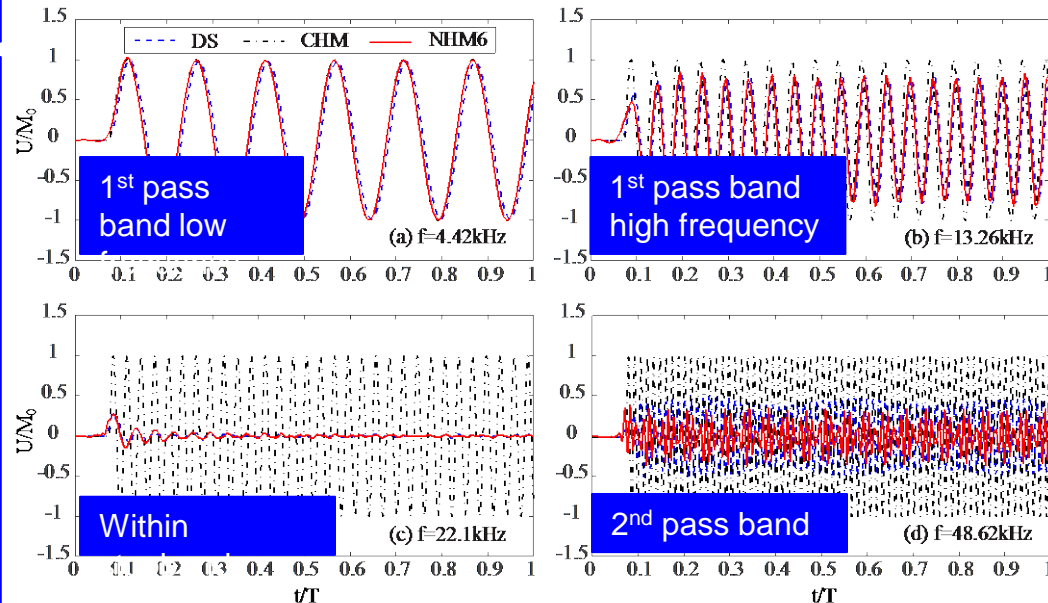 1.5
1
0.5
0
-0.5
-1
-1.5
U/M₀
DS CHM NHM6
1st pass
band low
(a) f=4.42kHz
0 0.1 0.2 0.3 0.4 0.5 0.6 0.7 0.8 0.9 1
1.5
1
0.5
0
-0.5
-1
-1.5
1st pass band
high frequency
(b) f=13.26kHz
0 0.1 0.2 0.3 0.4 0.5 0.6 0.7 0.8 0.9 1
1.5
1
0.5
0
-0.5
-1
-1.5
U/M₀
Within
(c) f=22.1kHz
0 0.1 0.2 0.3 0.4 0.5 0.6 0.7 0.8 0.9 1
t/T
1.5
1
0.5
0
-0.5
-1
-1.5
2nd pass band
(d) f=48.62kHz
0 0.1 0.2 0.3 0.4 0.5 0.6 0.7 0.8 0.9 1
t/T